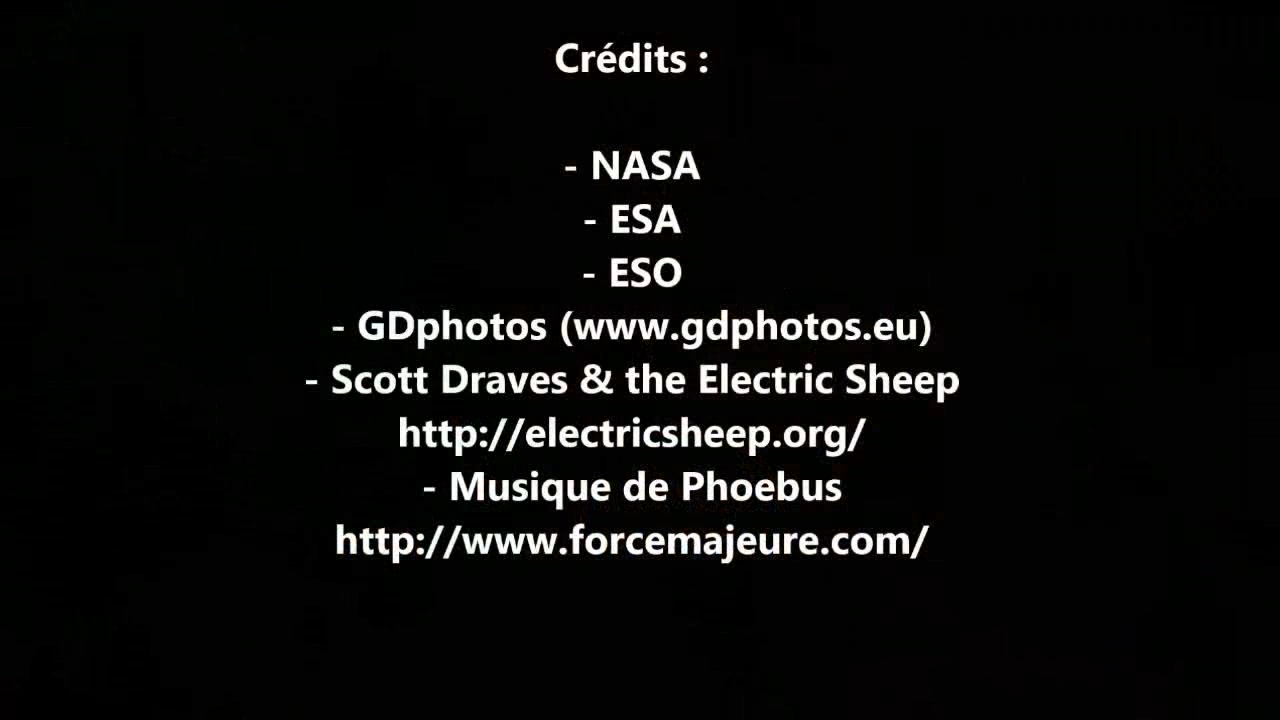 Crédits :
- NASA
- ESA
- ESO
- GDphotos (www.gdphotos.eu)
- Scott Draves & the Electric Sheep
http://electricsheep.org/
- Musique de Phoebus
http://www.forcemajeure.com/